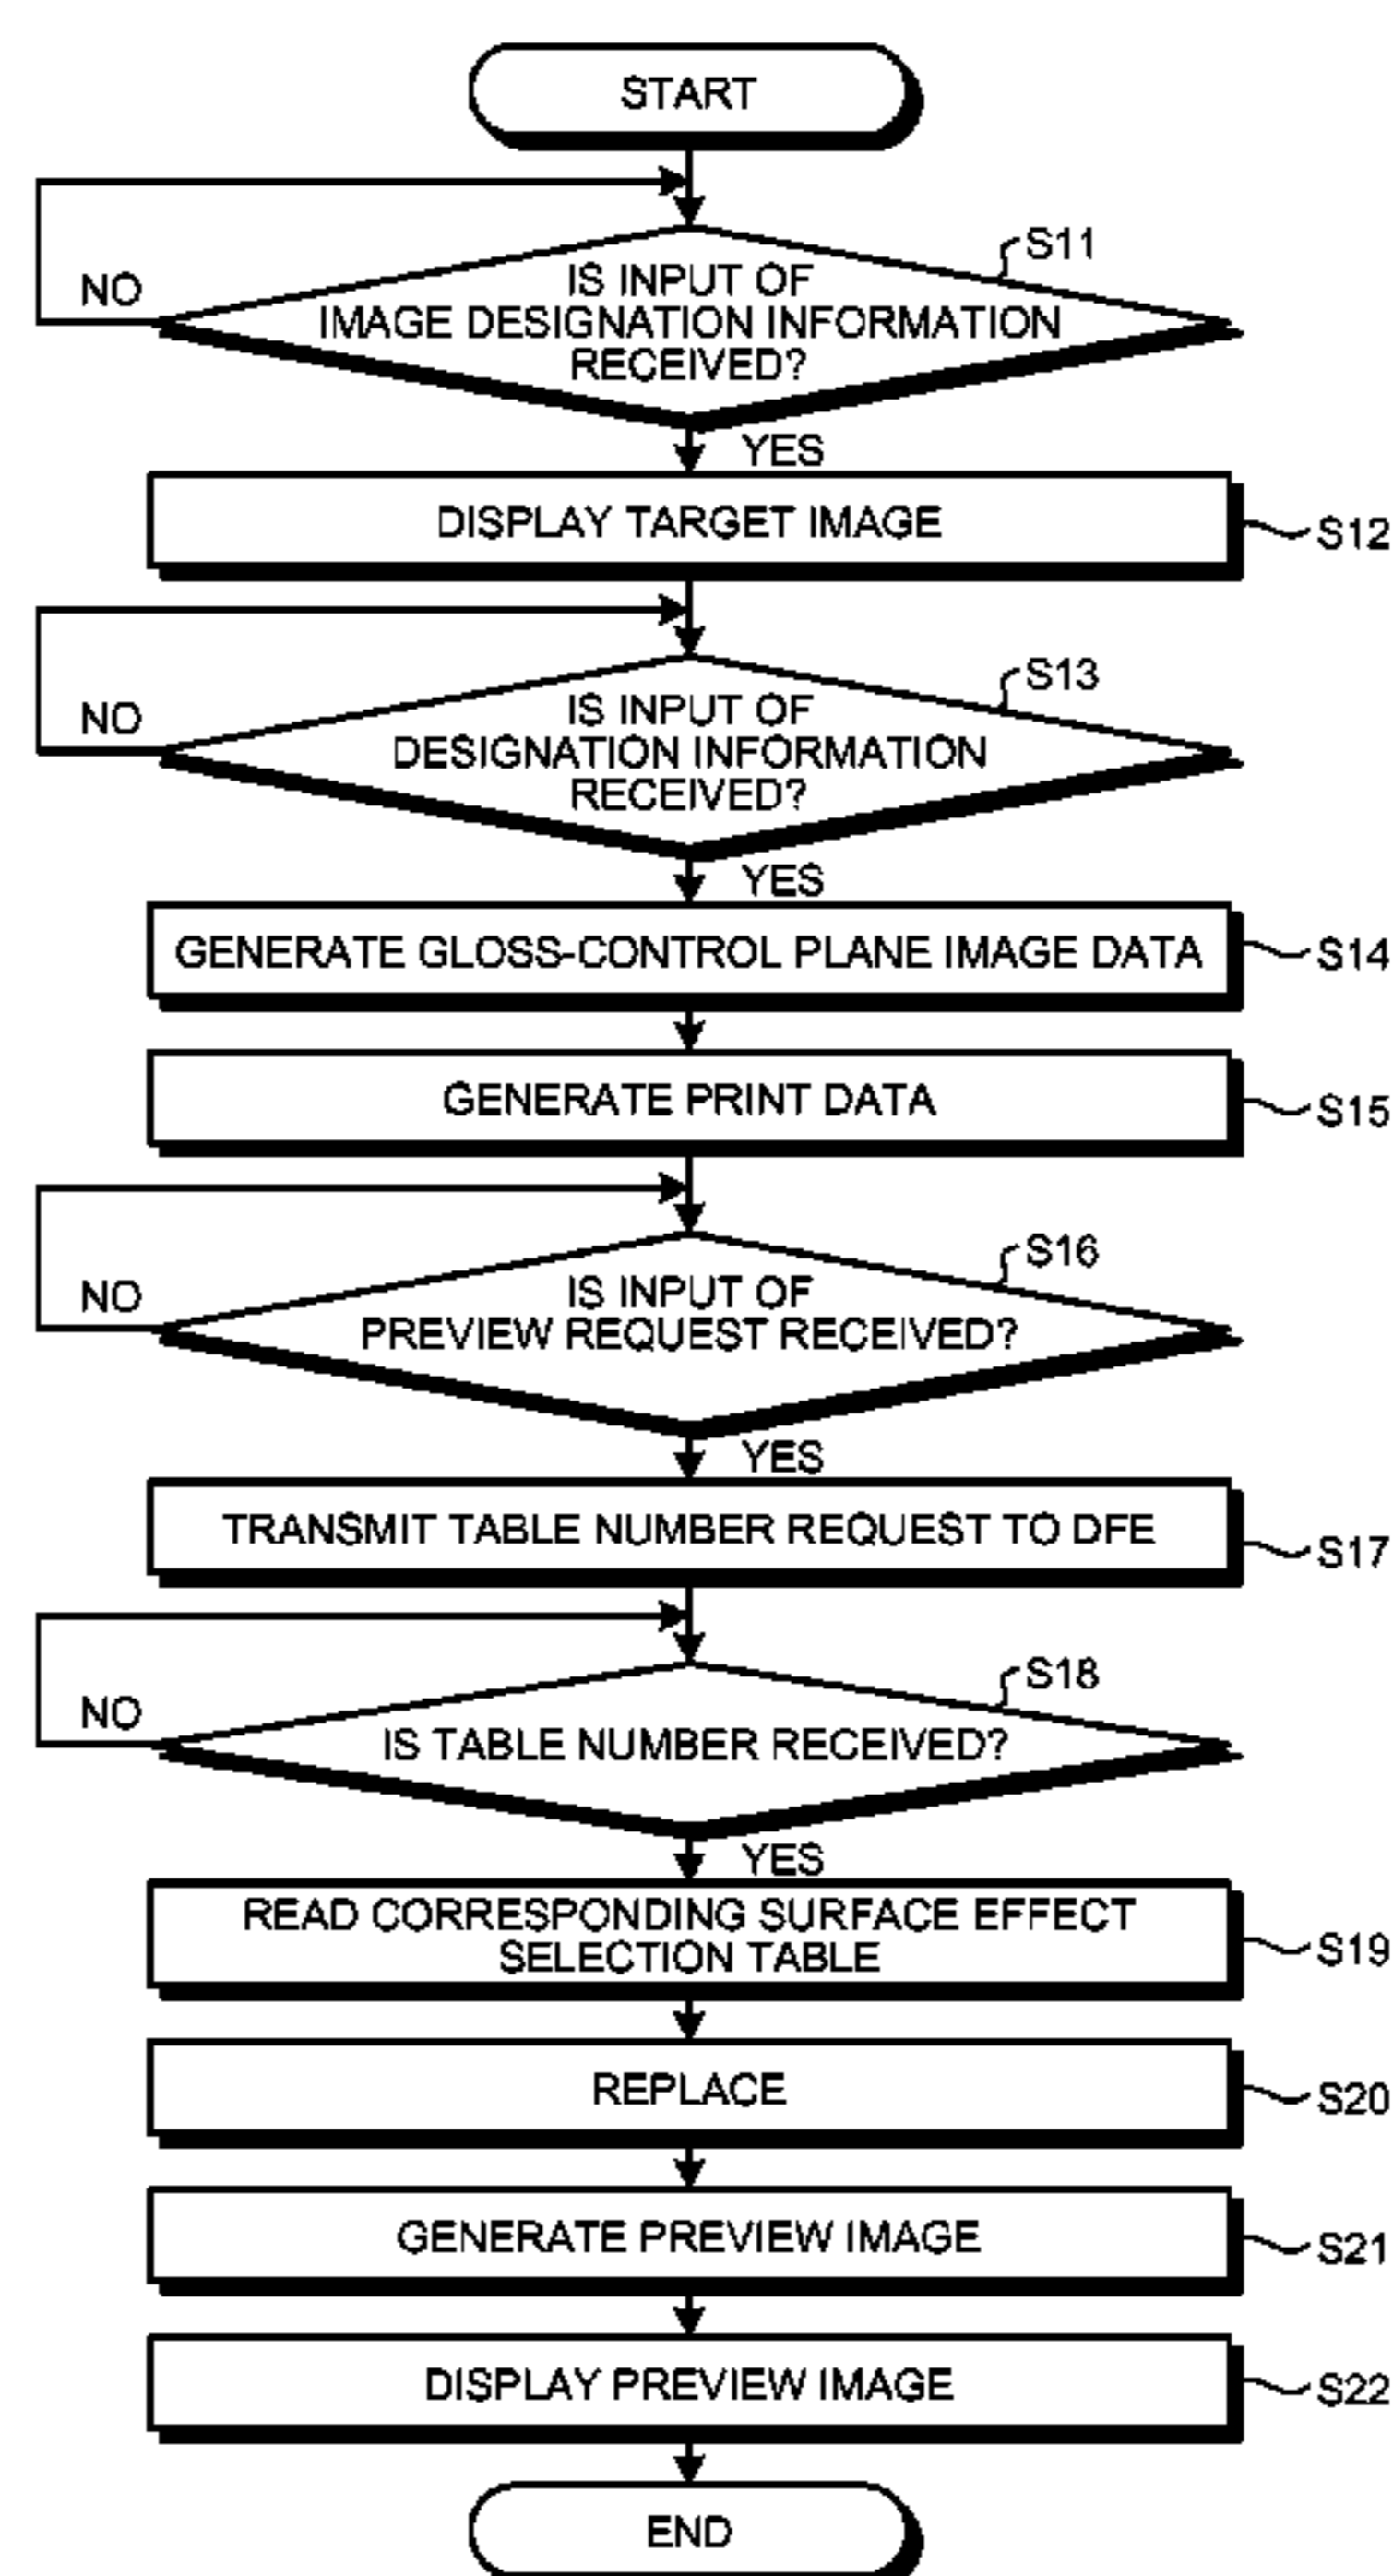 START
S11
IS INPUT OF
IMAGE DESIGNATION INFORMATION
RECEIVED?
NO
YES
DISPLAY TARGET IMAGE
S12
S13
IS INPUT OF
DESIGNATION INFORMATION
RECEIVED?
NO
YES
GENERATE GLOSS-CONTROL PLANE IMAGE DATA
S14
GENERATE PRINT DATA
S15
S16
IS INPUT OF
PREVIEW REQUEST RECEIVED?
NO
YES
TRANSMIT TABLE NUMBER REQUEST TO DFE
S17
S18
IS TABLE NUMBER RECEIVED?
NO
YES
READ CORRESPONDING SURFACE EFFECT
SELECTION TABLE
S19
REPLACE
S20
GENERATE PREVIEW IMAGE
S21
DISPLAY PREVIEW IMAGE
S22
END